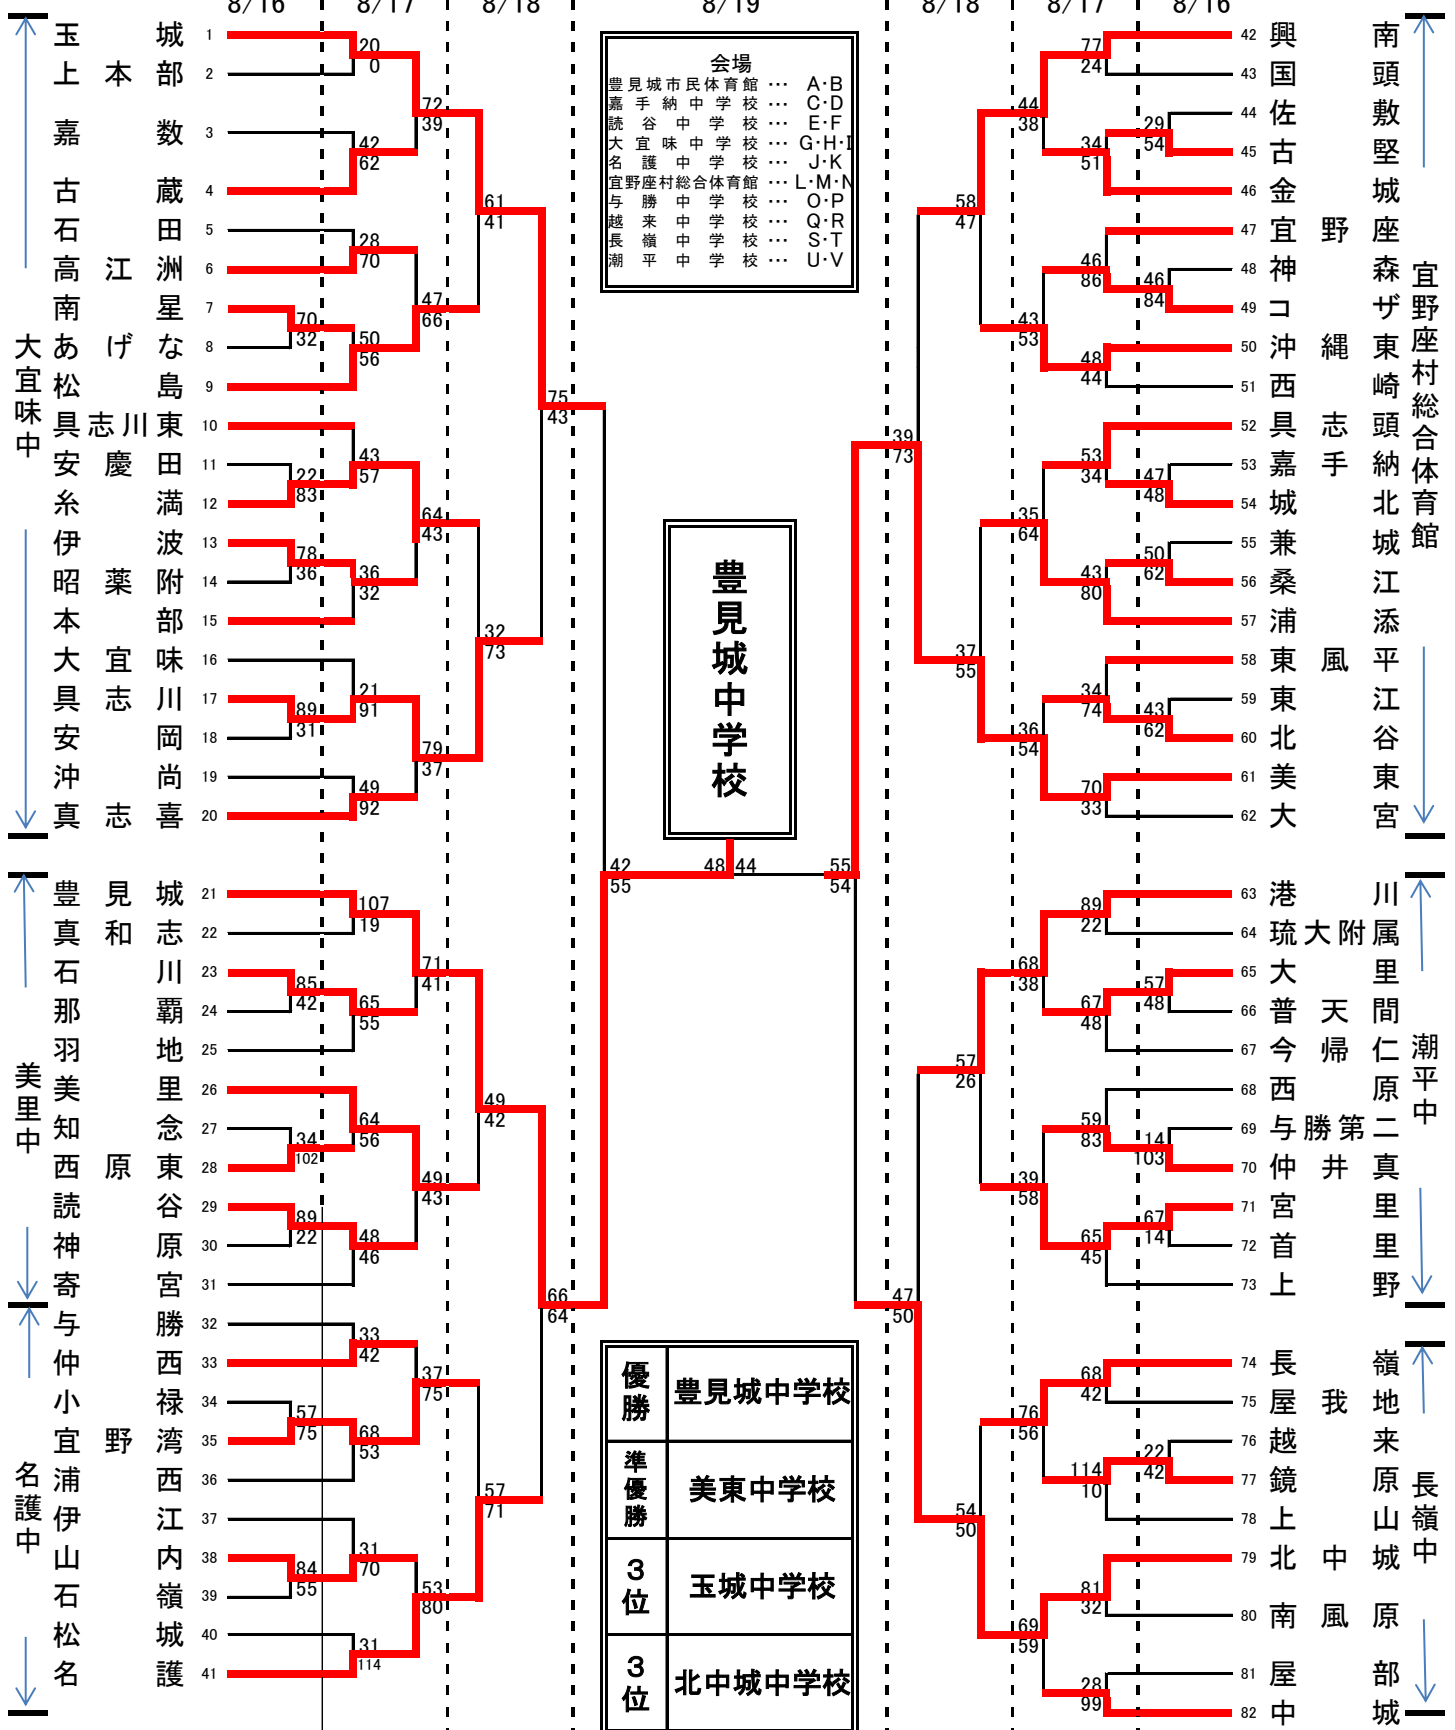 8/16 8/17 8/18 8/19 8/18 8/17 8/16
会場
豊見城市民体育館 … A・B
嘉手納中学校 … C・D
読谷中学校 … E・F
大宜味中学校 … G・H・I
名護中学校 … J・K
宜野座村総合体育館 … L・M・N
与勝中学校 … O・P
越来中学校 … Q・R
長嶺中学校 … S・T
潮平中学校 … U・V
大宜味中
玉城 1
上本部 2
嘉数 3
古蔵 4
石田 5
高江洲 6
南星 7
あげな 8
松島 9
具志川東 10
安慶田 11
糸満 12
伊波 13
昭薬附 14
本部 15
大宜味 16
具志川 17
安岡 18
沖尚 19
真志喜 20
美里中
豊見城 21
真和志 22
石川 23
那覇 24
羽地 25
美里 26
知念 27
西原東 28
読谷 29
神原 30
寄宮 31
名護中
与勝 32
仲西 33
小禄 34
宜野湾 35
浦西 36
伊江 37
山内 38
石嶺 39
松城 40
名護 41
20
0
42
62
28
70
70
32
50
56
22
83
43
57
78
36
36
32
89
31
21
91
49
92
72
39
47
66
64
43
79
37
61
41
32
73
75
43
107
19
85
42
65
55
34
102
64
56
89
22
48
46
71
41
49
43
49
42
33
42
57
75
68
53
84
55
31
70
31
114
37
75
53
80
57
71
66
64
42
55
豊見城中学校
48 44
55
54
優勝 豊見城中学校
準優勝 美東中学校
3位 玉城中学校
3位 北中城中学校
39
73
47
50
58
47
37
55
57
26
54
50
44
38
43
53
35
64
36
54
68
38
39
58
76
56
69
59
77
24
34
51
29
54
46
86
46
84
48
44
53
34
47
48
43
80
50
62
34
74
43
62
70
33
89
22
67
48
57
48
59
83
14
103
65
45
67
14
68
42
114
10
22
42
81
32
28
99
42 興南
43 国頭
44 佐敷
45 古堅
46 金城
47 宜野座
48 神森
49 コザ
50 沖縄東
51 西崎
52 具志頭
53 嘉手納
54 城北
55 兼城
56 桑江
57 浦添
58 東風平
59 東江
60 北谷
61 美東
62 大宮
宜野座村総合体育館
63 港川
64 琉大附属
65 大里
66 普天間
67 今帰仁
68 西原
69 与勝第二
70 仲井真
71 宮里
72 首里
73 上野
潮平中
74 長嶺
75 屋我地
76 越来
77 鏡原
78 上山
79 北中城
80 南風原
81 屋部
82 中城
長嶺中